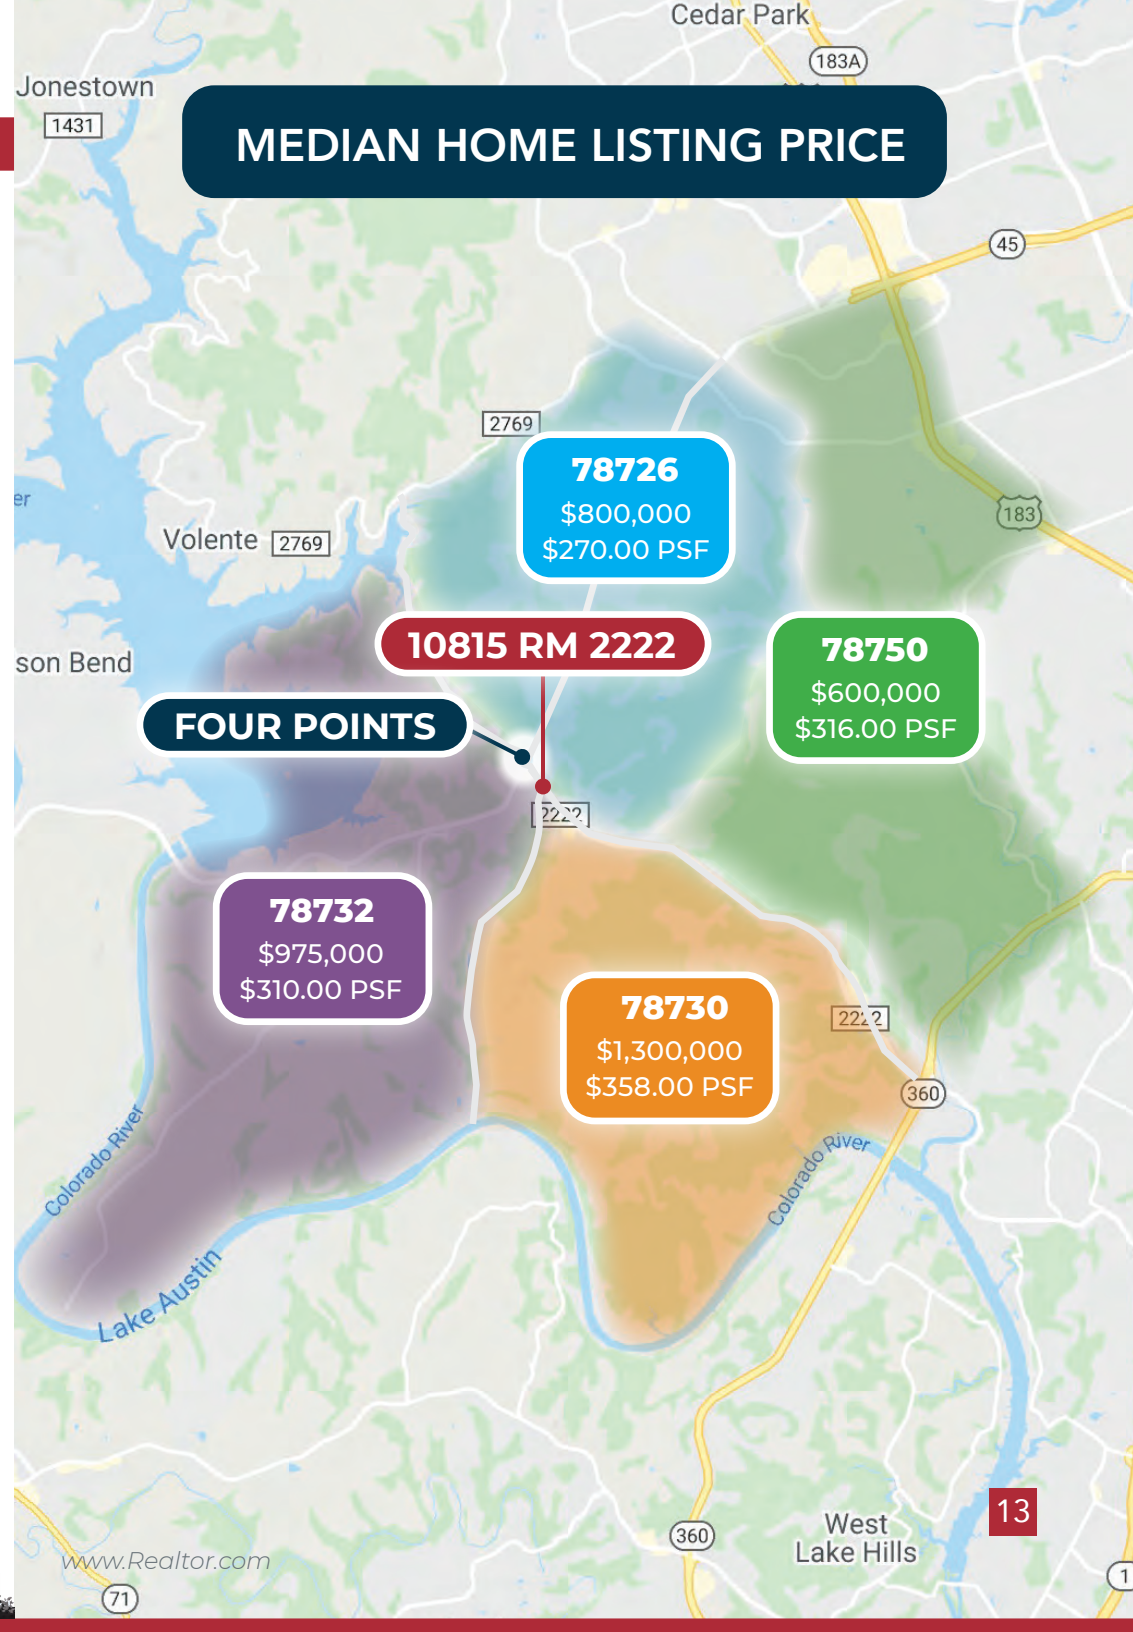 Cedar Park
183A
Jonestown
1431
MEDIAN HOME LISTING PRICE
45
2769
78726
$800,000
$270.00 PSF
er
183
Volente
2769
10815 RM 2222
78750
$600,000
$316.00 PSF
son Bend
FOUR POINTS
2222
78732
$975,000
$310.00 PSF
78730
$1,300,000
$358.00 PSF
2222
360
Colorado River
Colorado River
Lake Austin
13
360
West
Lake Hills
www.Realtor.com
71
1